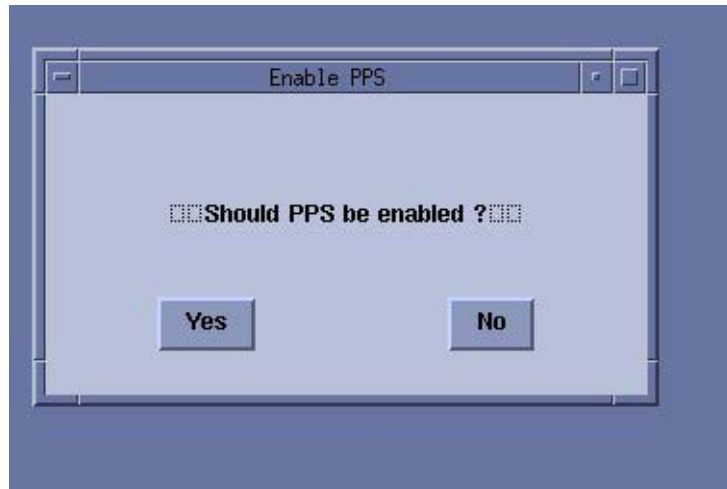 Enable PPS
Should PPS be enabled ?
Yes
No